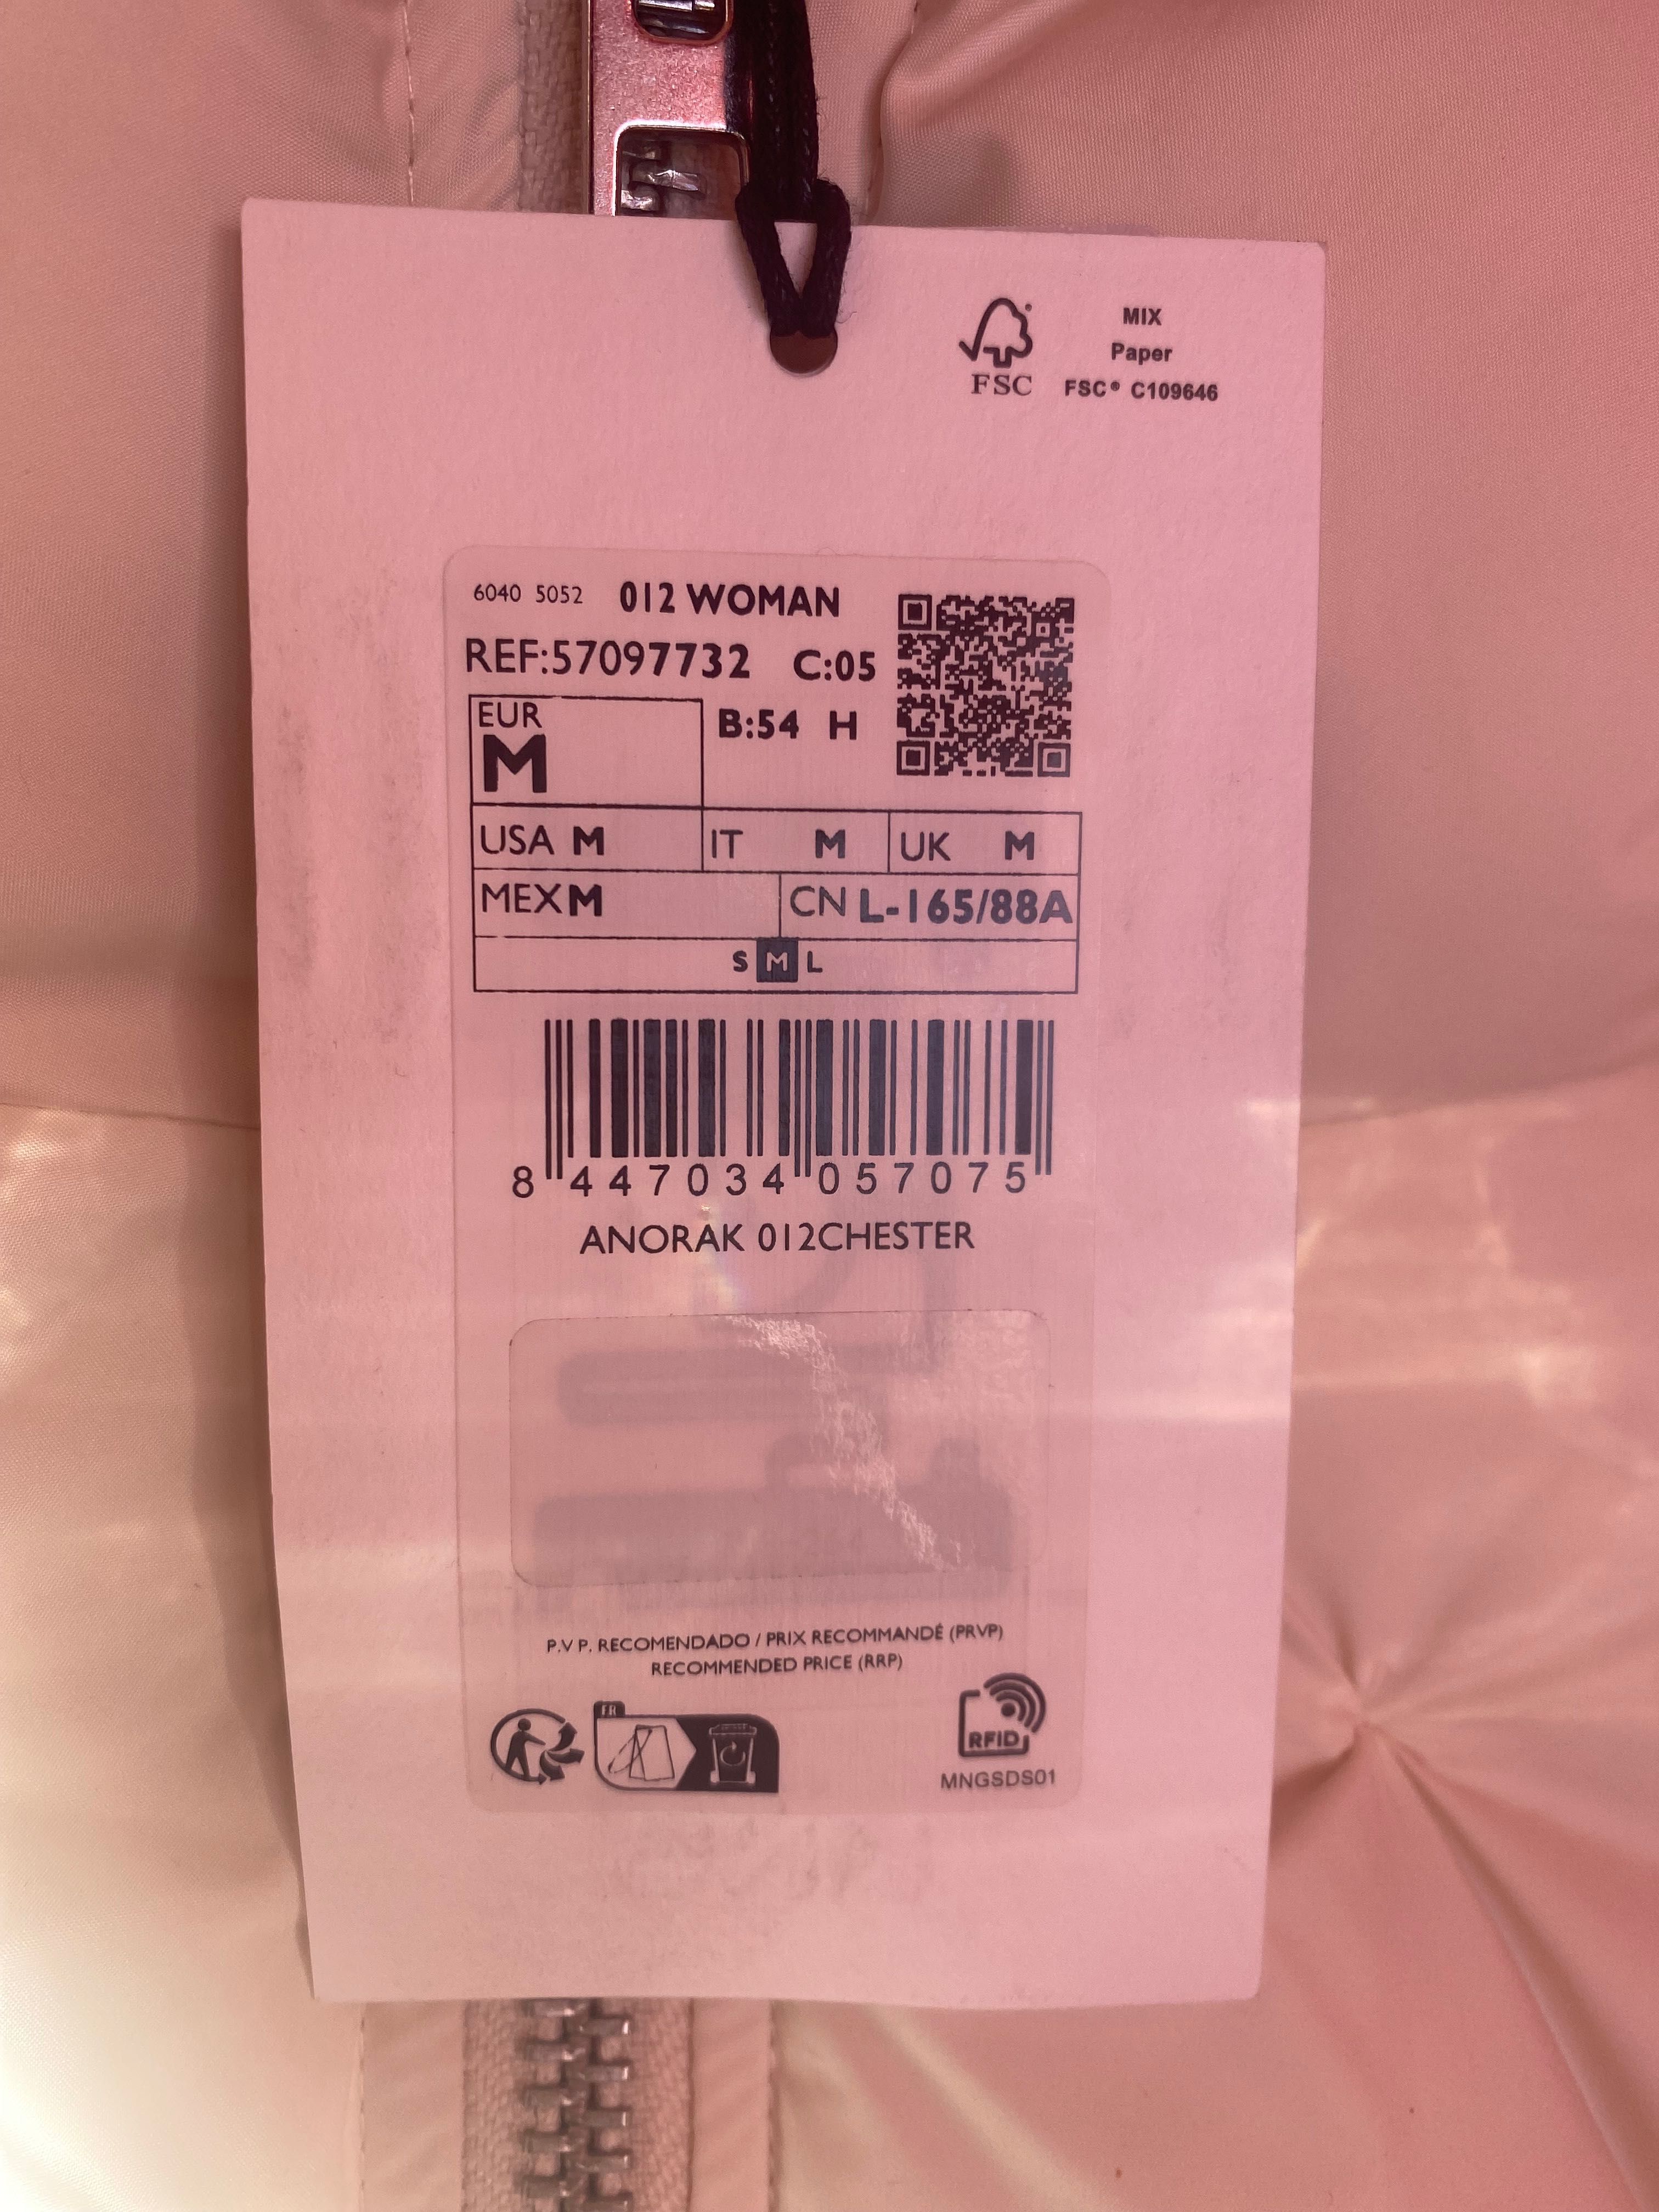 FSC
MIX
Paper
FSC® C109646
6040 5052 012 WOMAN
REF:57097732 C:05
EUR
M
B:54 H
USA M IT M UK M
MEX M CN L-165/88A
S M L
8 447034 057075
ANORAK 012CHESTER
P.V P. RECOMENDADO / PRIX RECOMMANDÉ (PRVP)
RECOMMENDED PRICE (RRP)
FR
RFID
MNGSDS01